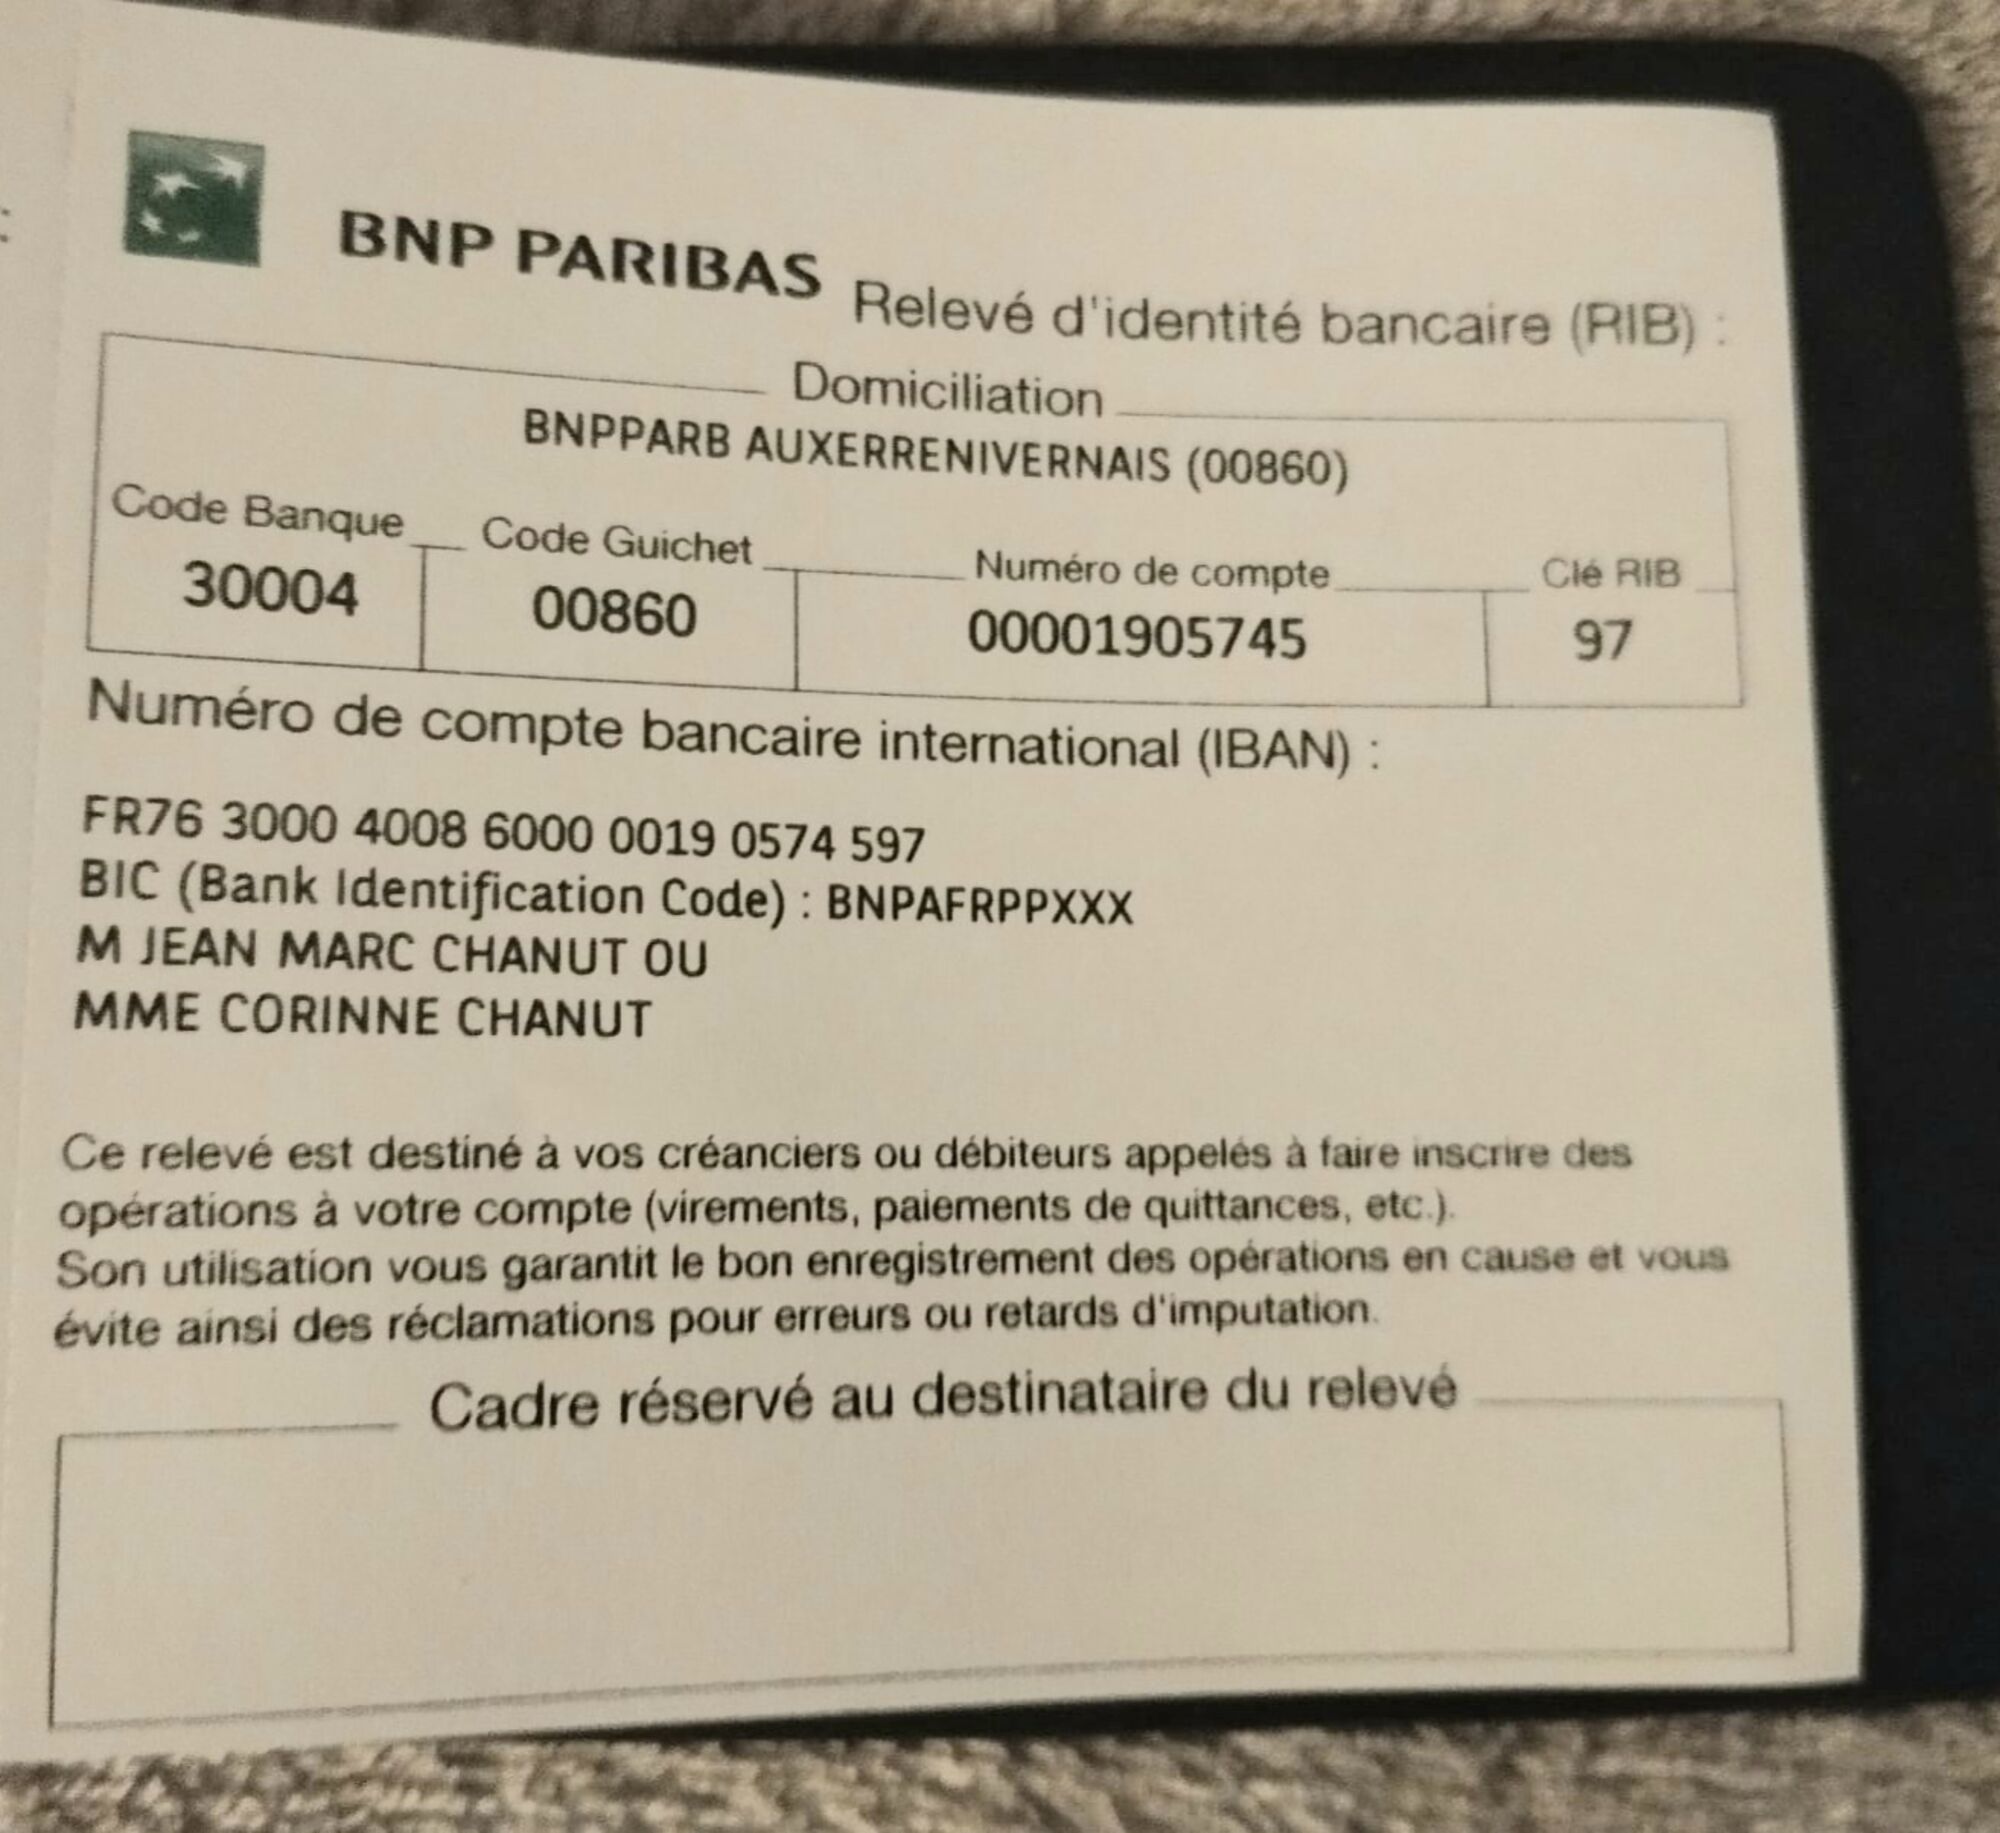 BNP PARIBAS
Relevé d'identité bancaire (RIB) :
Domiciliation
BNPPARB AUXERRENIVERNAIS (00860)
Code Banque Code Guichet Numéro de compte Clé RIB
30004 00860 00001905745 97
Numéro de compte bancaire international (IBAN) :
FR76 3000 4008 6000 0019 0574 597
BIC (Bank Identification Code) : BNPAFRPPXXX
M JEAN MARC CHANUT OU
MME CORINNE CHANUT
Ce relevé est destiné à vos créanciers ou débiteurs appelés à faire inscrire des
opérations à votre compte (virements, paiements de quittances, etc.).
Son utilisation vous garantit le bon enregistrement des opérations en cause et vous
évite ainsi des réclamations pour erreurs ou retards d'imputation.
Cadre réservé au destinataire du relevé